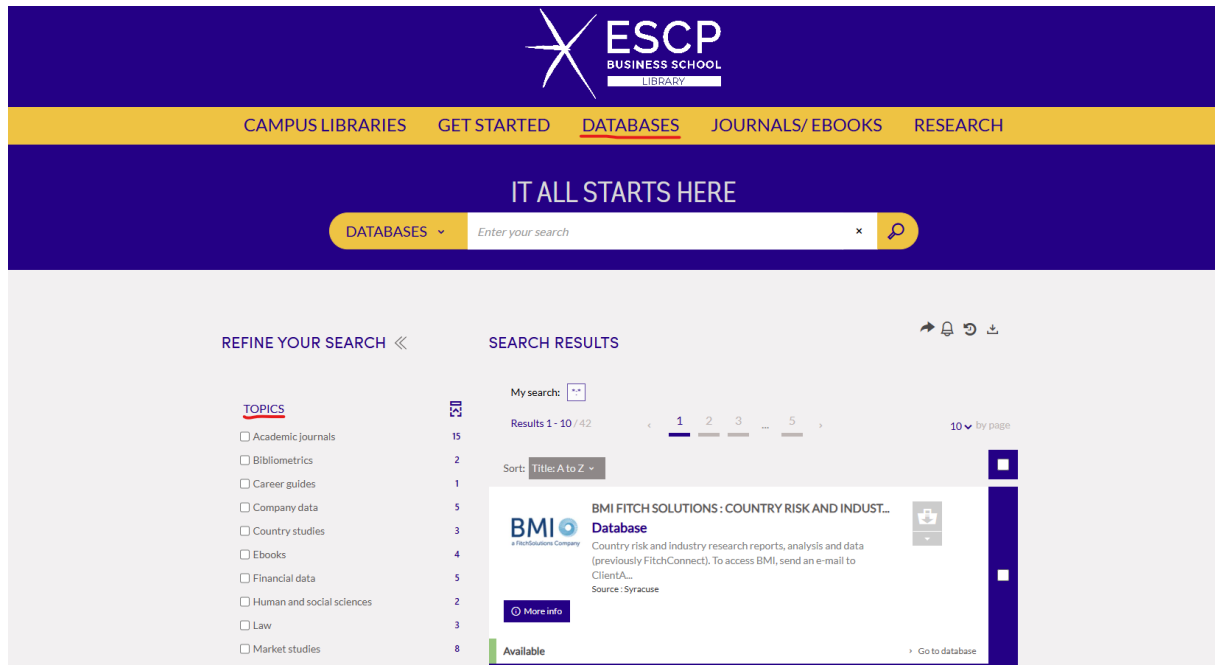 ESCP
BUSINESS SCHOOL
LIBRARY
CAMPUS LIBRARIES GET STARTED DATABASES JOURNALS/ EBOOKS RESEARCH
IT ALL STARTS HERE
DATABASES Enter your search ×
REFINE YOUR SEARCH
TOPICS
Academic journals 15
Bibliometrics 2
Career guides 1
Company data 5
Country studies 3
Ebooks 4
Financial data 5
Human and social sciences 2
Law 3
Market studies 8
SEARCH RESULTS
My search: *:*
Results 1 - 10 / 42 ‹ 1 2 3 ... 5 › 10 by page
Sort: Title: A to Z
BMI
a FitchSolutions Company
BMI FITCH SOLUTIONS : COUNTRY RISK AND INDUST...
Database
Country risk and industry research reports, analysis and data
(previously FitchConnect). To access BMI, send an e-mail to
ClientA...
Source : Syracuse
More info
Available › Go to database